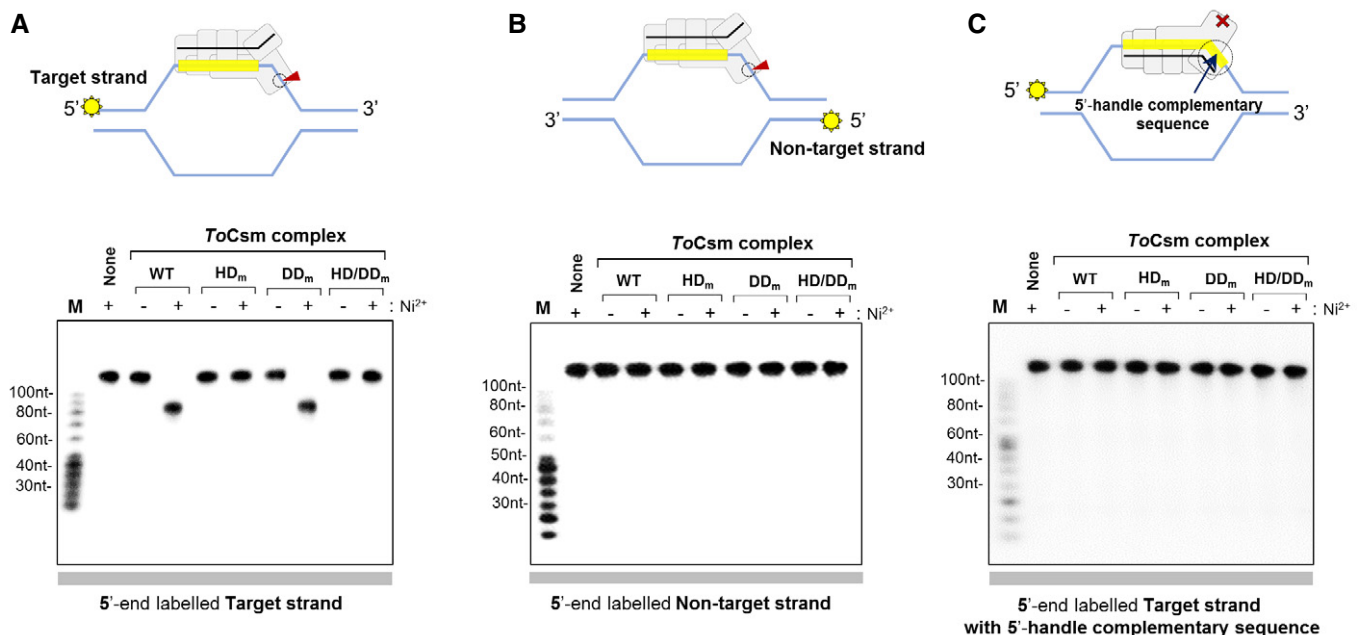 A
Target strand
5’
3’
ToCsm complex
None
WT
HDm
DDm
HD/DDm
M
+ - + - + - + - + : Ni2+
100nt-
80nt-
60nt-
40nt-
30nt-
5’-end labelled Target strand
B
3’
5’
Non-target strand
ToCsm complex
None
WT
HDm
DDm
HD/DDm
M
+ - + - + - + - + : Ni2+
100nt-
80nt-
60nt-
50nt-
40nt-
30nt-
5’-end labelled Non-target strand
C
5’
3’
5’-handle complementary
sequence
ToCsm complex
None
WT
HDm
DDm
HD/DDm
M
+ - + - + - + - + : Ni2+
100nt-
80nt-
60nt-
40nt-
30nt-
5’-end labelled Target strand
with 5’-handle complementary sequence